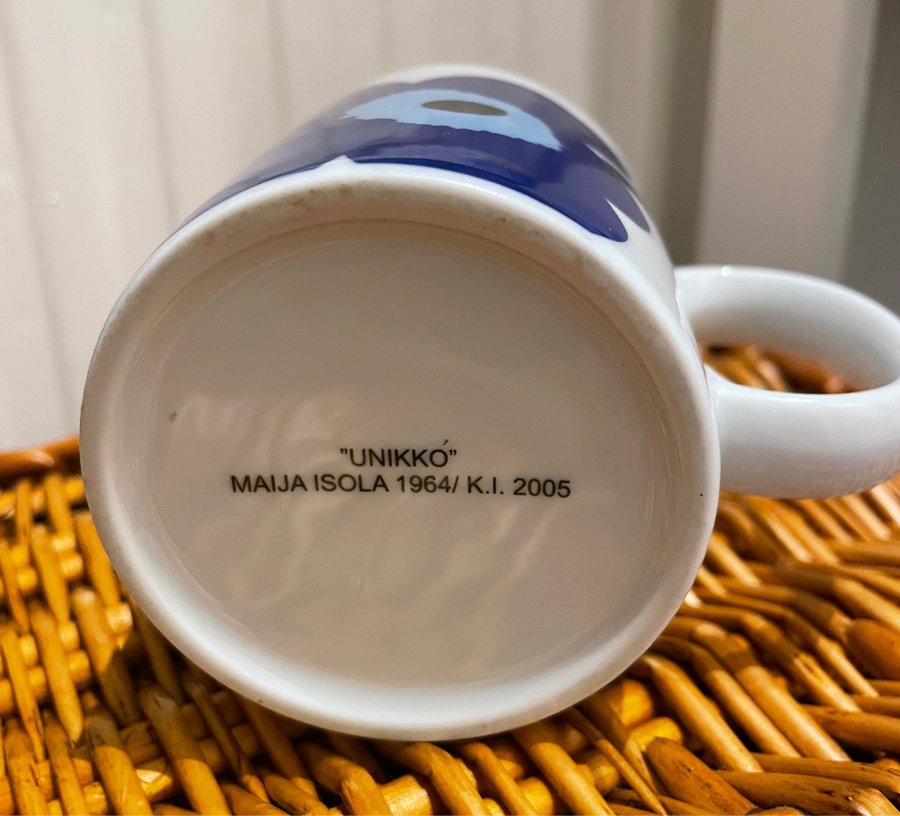 ”UNIKKÓ”
MAIJA ISOLA 1964/ K.I. 2005